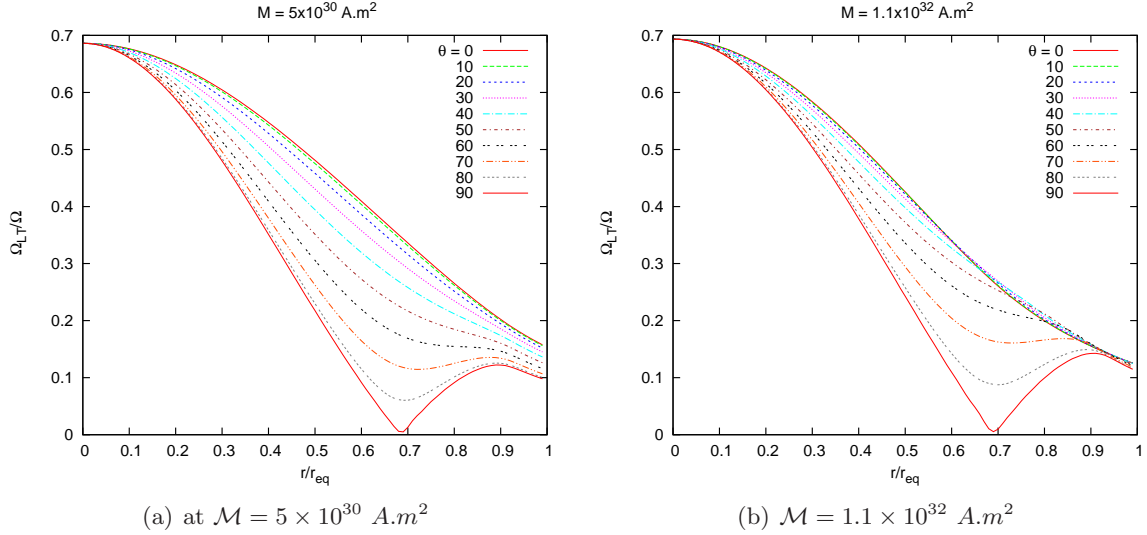 M = 5x10^30 A.m^2
Ω_LT/Ω
0.7
0.6
0.5
0.4
0.3
0.2
0.1
0
θ = 0
10
20
30
40
50
60
70
80
90
0 0.1 0.2 0.3 0.4 0.5 0.6 0.7 0.8 0.9 1
r/r_eq
(a) at ℳ = 5 × 10^30 A.m^2
M = 1.1x10^32 A.m^2
Ω_LT/Ω
0.7
0.6
0.5
0.4
0.3
0.2
0.1
0
θ = 0
10
20
30
40
50
60
70
80
90
0 0.1 0.2 0.3 0.4 0.5 0.6 0.7 0.8 0.9 1
r/r_eq
(b) ℳ = 1.1 × 10^32 A.m^2